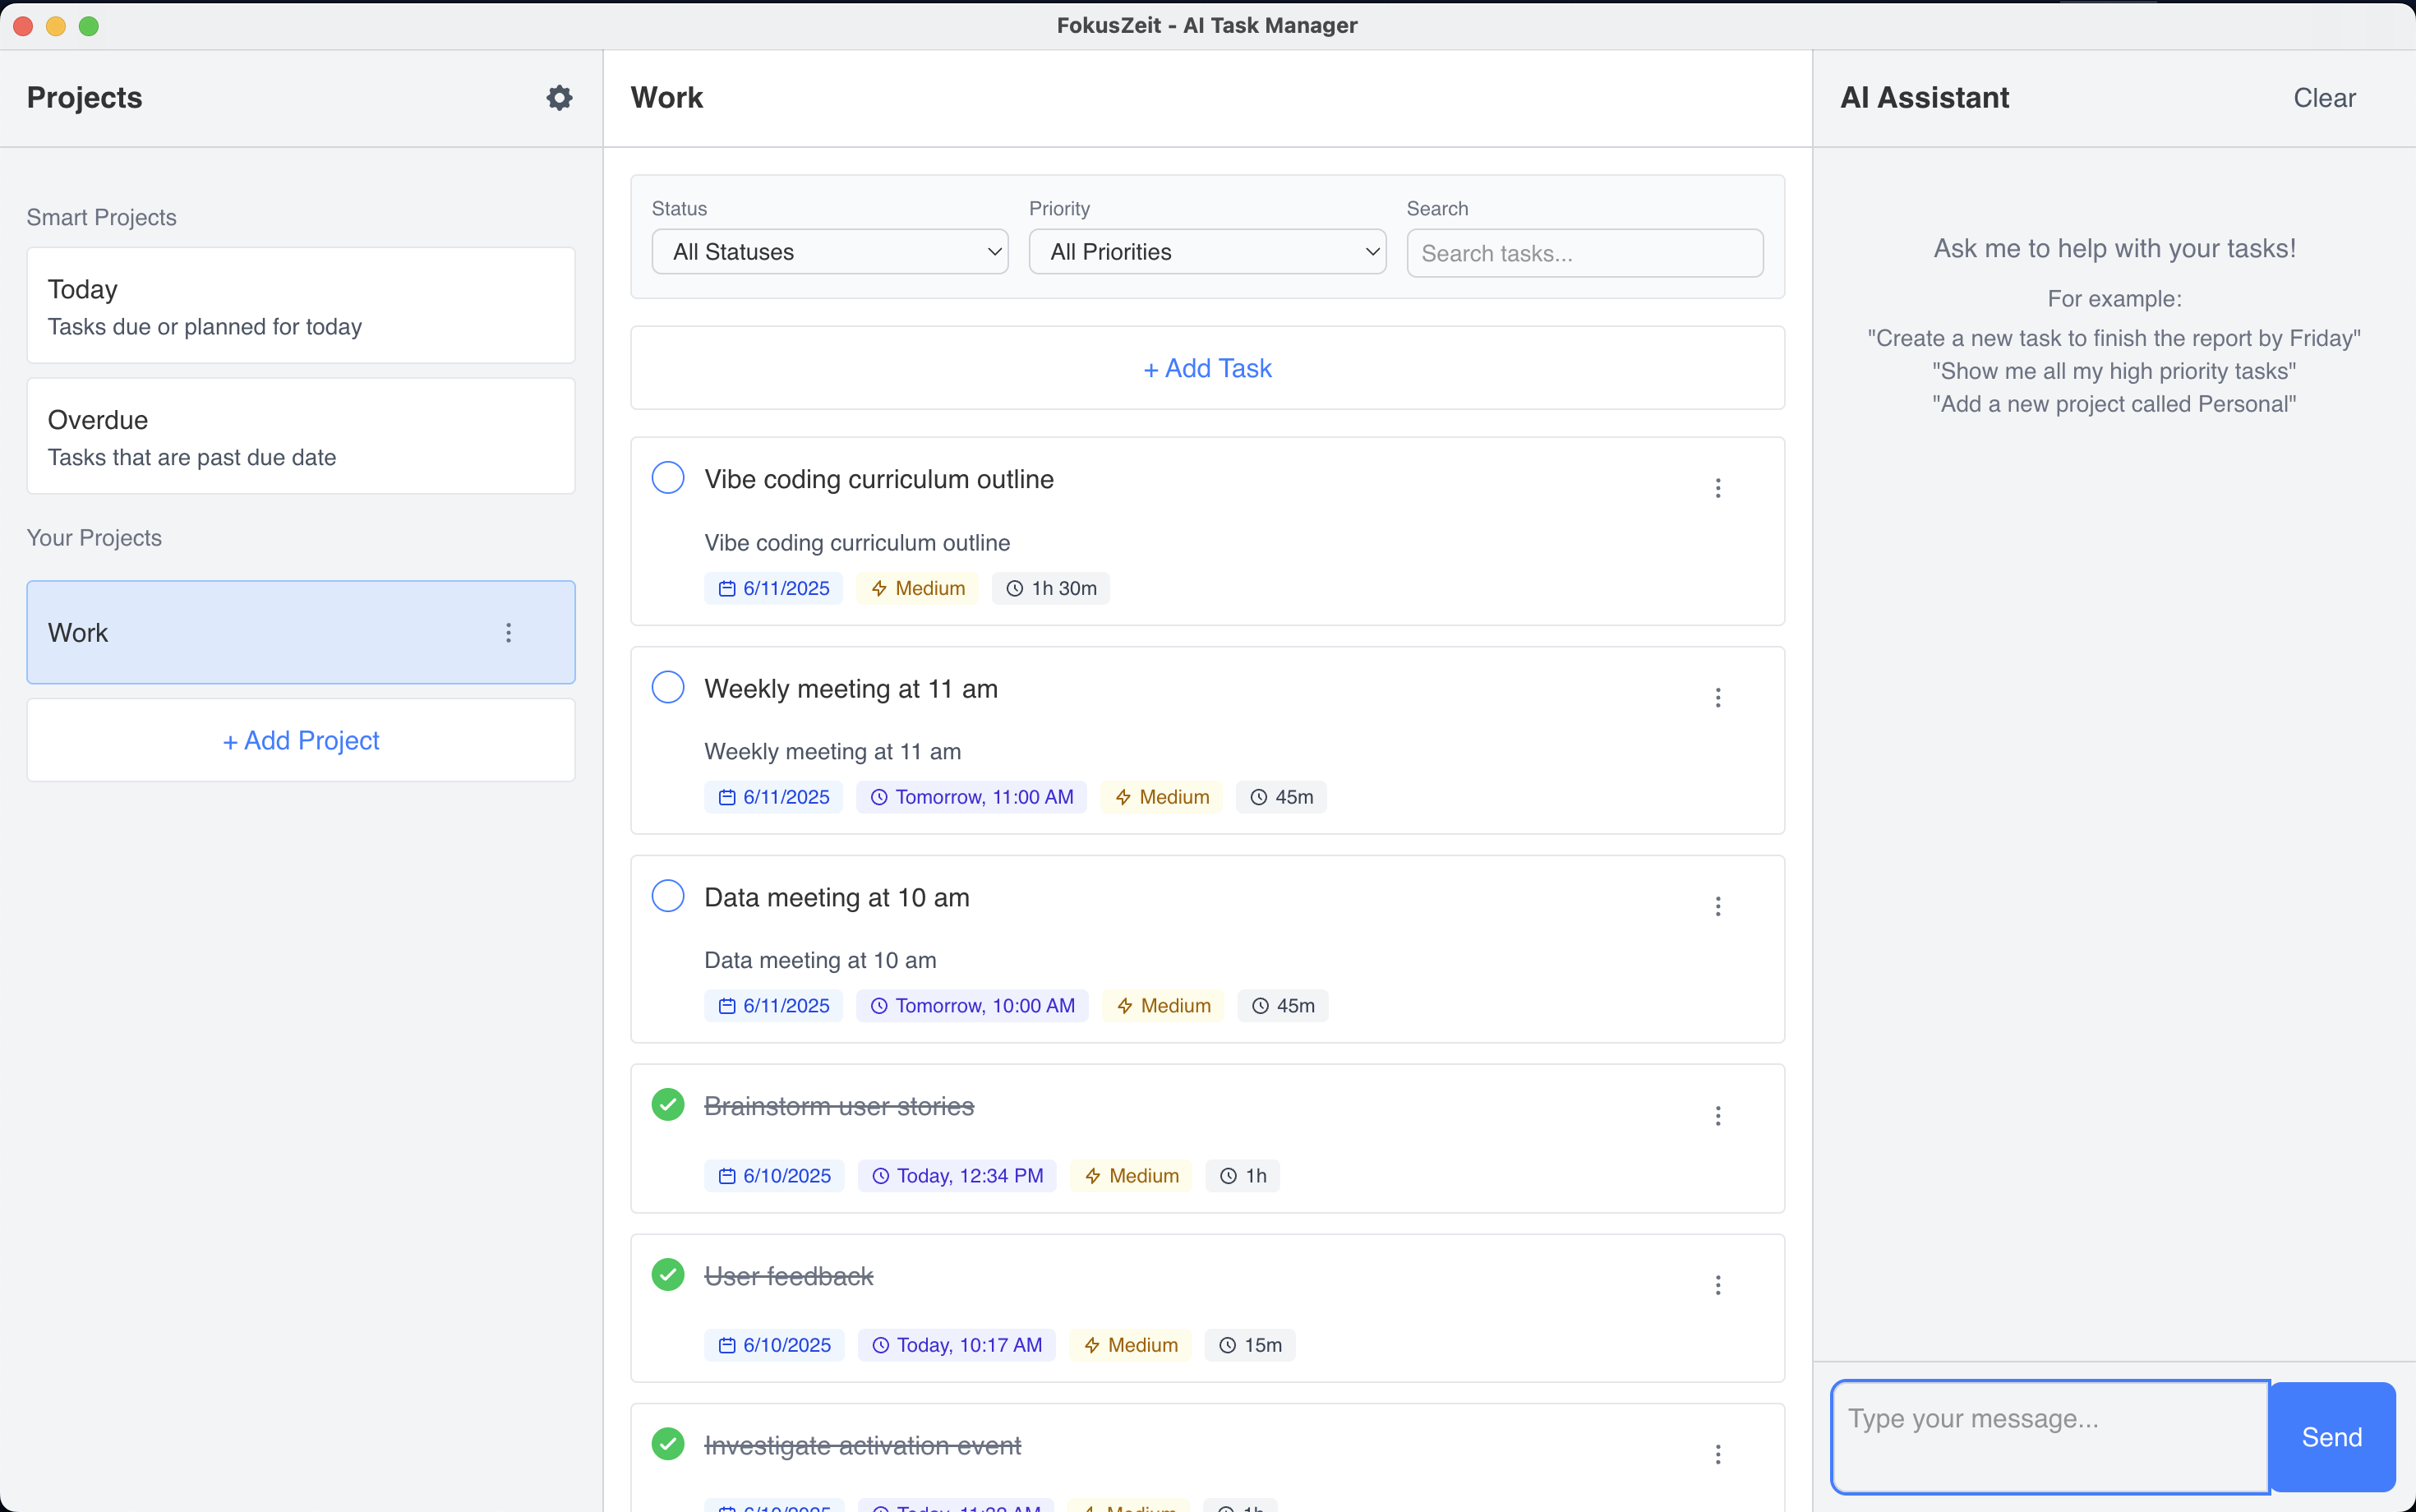 FokusZeit - AI Task Manager
Projects
Smart Projects
Today
Tasks due or planned for today
Overdue
Tasks that are past due date
Your Projects
Work
+ Add Project
Work
Status
Priority
Search
All Statuses
All Priorities
Search tasks...
+ Add Task
Vibe coding curriculum outline
Vibe coding curriculum outline
6/11/2025 Medium 1h 30m
Weekly meeting at 11 am
Weekly meeting at 11 am
6/11/2025 Tomorrow, 11:00 AM Medium 45m
Data meeting at 10 am
Data meeting at 10 am
6/11/2025 Tomorrow, 10:00 AM Medium 45m
Brainstorm user stories
6/10/2025 Today, 12:34 PM Medium 1h
User feedback
6/10/2025 Today, 10:17 AM Medium 15m
Investigate activation event
6/10/2025 Today, Medium 1h
AI Assistant
Clear
Ask me to help with your tasks!
For example:
"Create a new task to finish the report by Friday"
"Show me all my high priority tasks"
"Add a new project called Personal"
Type your message...
Send